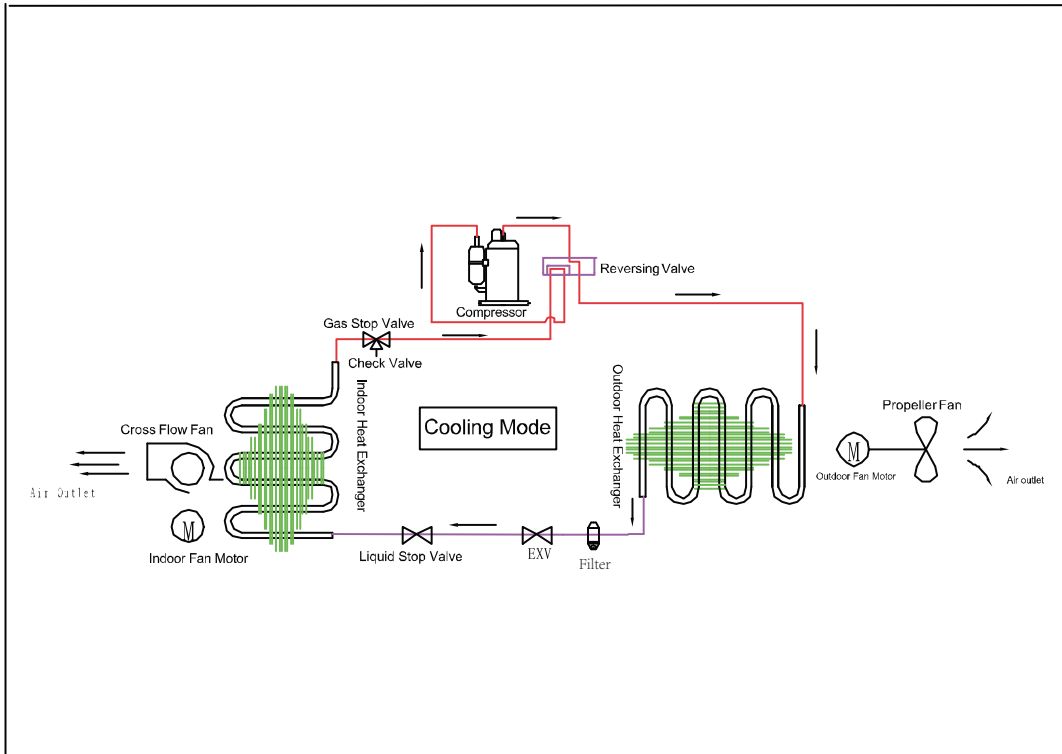 Reversing Valve
Compressor
Gas Stop Valve
Check Valve
Indoor Heat Exchanger
Outdoor Heat Exchanger
Cooling Mode
Cross Flow Fan
Air Outlet
M
Indoor Fan Motor
Propeller Fan
M
Outdoor Fan Motor
Air outlet
Liquid Stop Valve
EXV
Filter